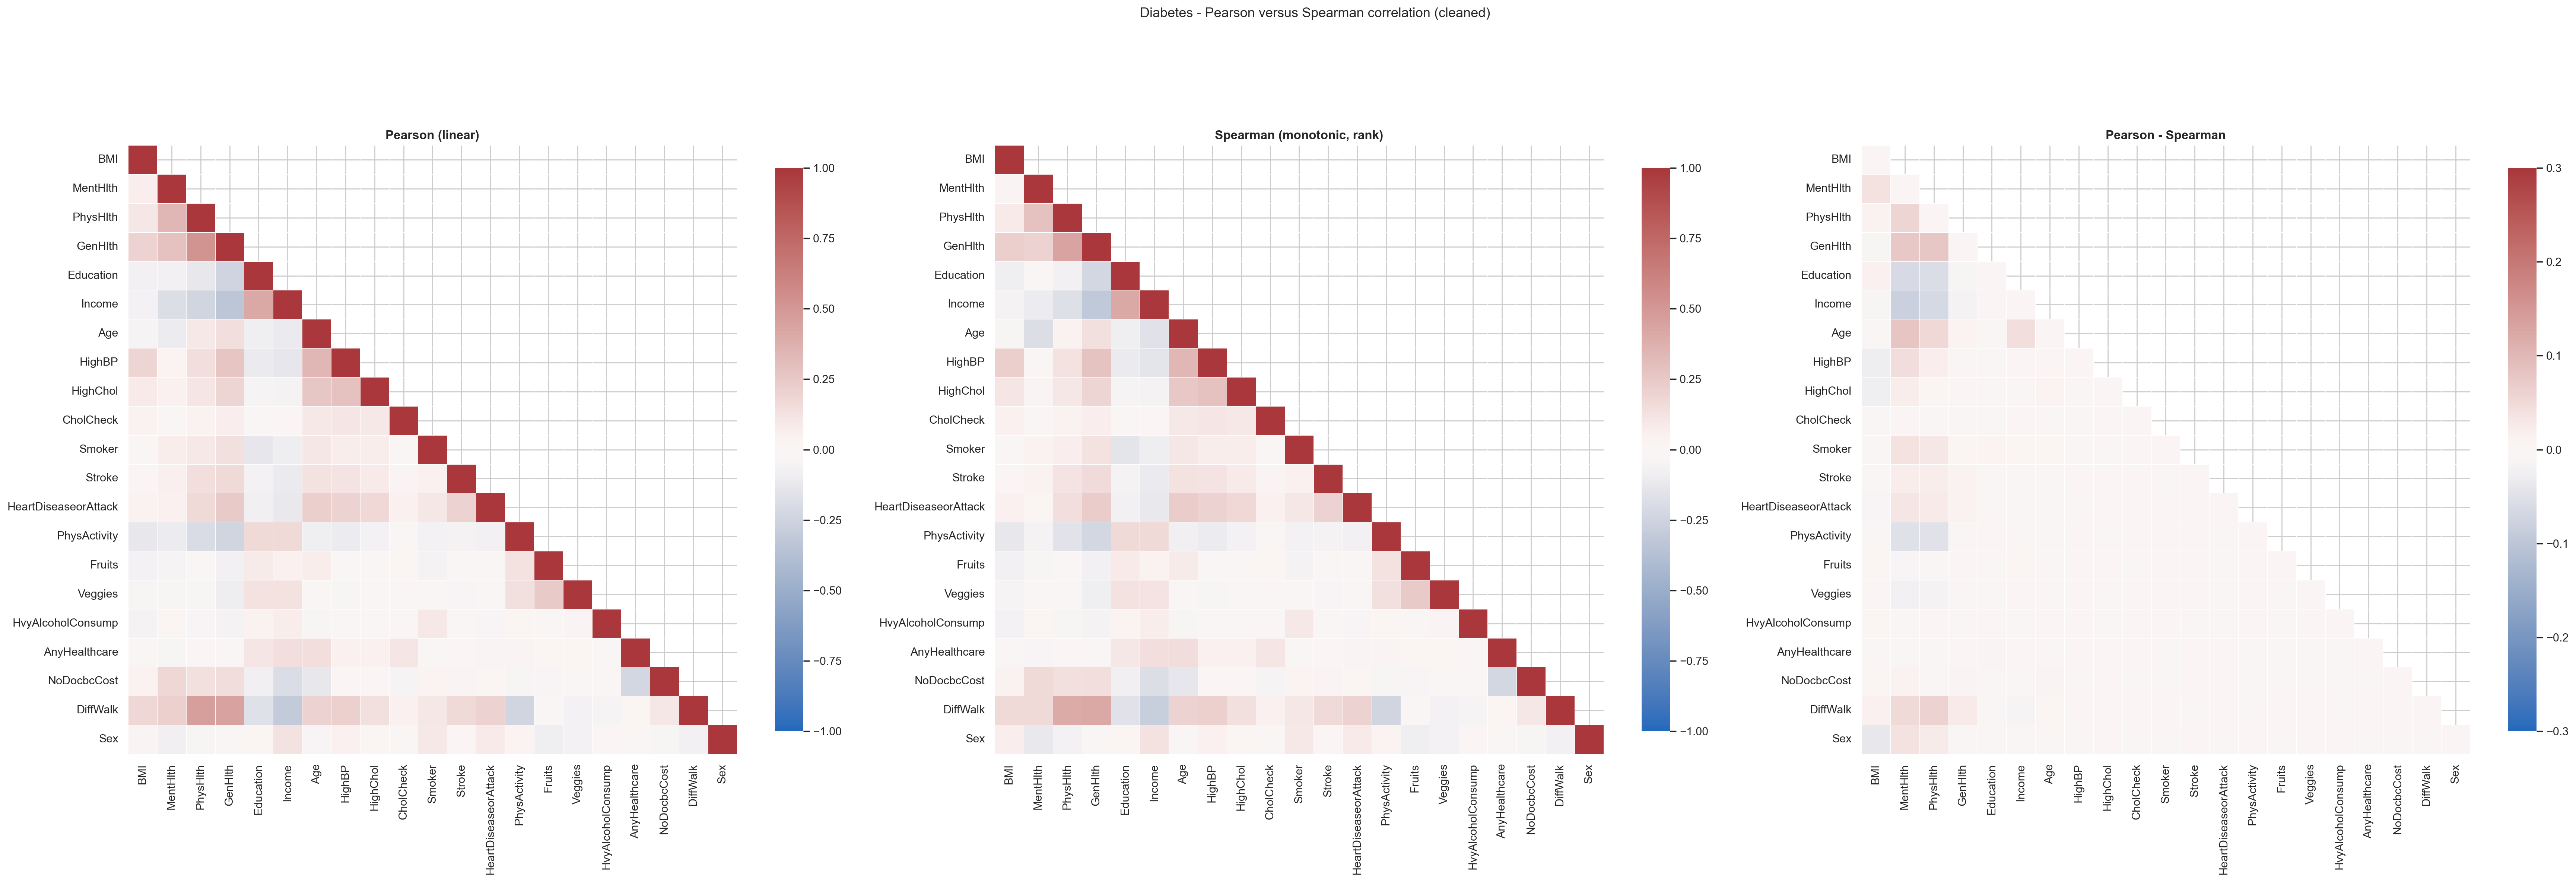 Diabetes - Pearson versus Spearman correlation (cleaned)
Pearson (linear)
BMI
MentHlth
PhysHlth
GenHlth
Education
Income
Age
HighBP
HighChol
CholCheck
Smoker
Stroke
HeartDiseaseorAttack
PhysActivity
Fruits
Veggies
HvyAlcoholConsump
AnyHealthcare
NoDocbcCost
DiffWalk
Sex
BMI
MentHlth
PhysHlth
GenHlth
Education
Income
Age
HighBP
HighChol
CholCheck
Smoker
Stroke
HeartDiseaseorAttack
PhysActivity
Fruits
Veggies
HvyAlcoholConsump
AnyHealthcare
NoDocbcCost
DiffWalk
Sex
1.00
0.75
0.50
0.25
0.00
−0.25
−0.50
−0.75
−1.00
Spearman (monotonic, rank)
BMI
MentHlth
PhysHlth
GenHlth
Education
Income
Age
HighBP
HighChol
CholCheck
Smoker
Stroke
HeartDiseaseorAttack
PhysActivity
Fruits
Veggies
HvyAlcoholConsump
AnyHealthcare
NoDocbcCost
DiffWalk
Sex
BMI
MentHlth
PhysHlth
GenHlth
Education
Income
Age
HighBP
HighChol
CholCheck
Smoker
Stroke
HeartDiseaseorAttack
PhysActivity
Fruits
Veggies
HvyAlcoholConsump
AnyHealthcare
NoDocbcCost
DiffWalk
Sex
1.00
0.75
0.50
0.25
0.00
−0.25
−0.50
−0.75
−1.00
Pearson - Spearman
BMI
MentHlth
PhysHlth
GenHlth
Education
Income
Age
HighBP
HighChol
CholCheck
Smoker
Stroke
HeartDiseaseorAttack
PhysActivity
Fruits
Veggies
HvyAlcoholConsump
AnyHealthcare
NoDocbcCost
DiffWalk
Sex
BMI
MentHlth
PhysHlth
GenHlth
Education
Income
Age
HighBP
HighChol
CholCheck
Smoker
Stroke
HeartDiseaseorAttack
PhysActivity
Fruits
Veggies
HvyAlcoholConsump
AnyHealthcare
NoDocbcCost
DiffWalk
Sex
0.3
0.2
0.1
0.0
−0.1
−0.2
−0.3